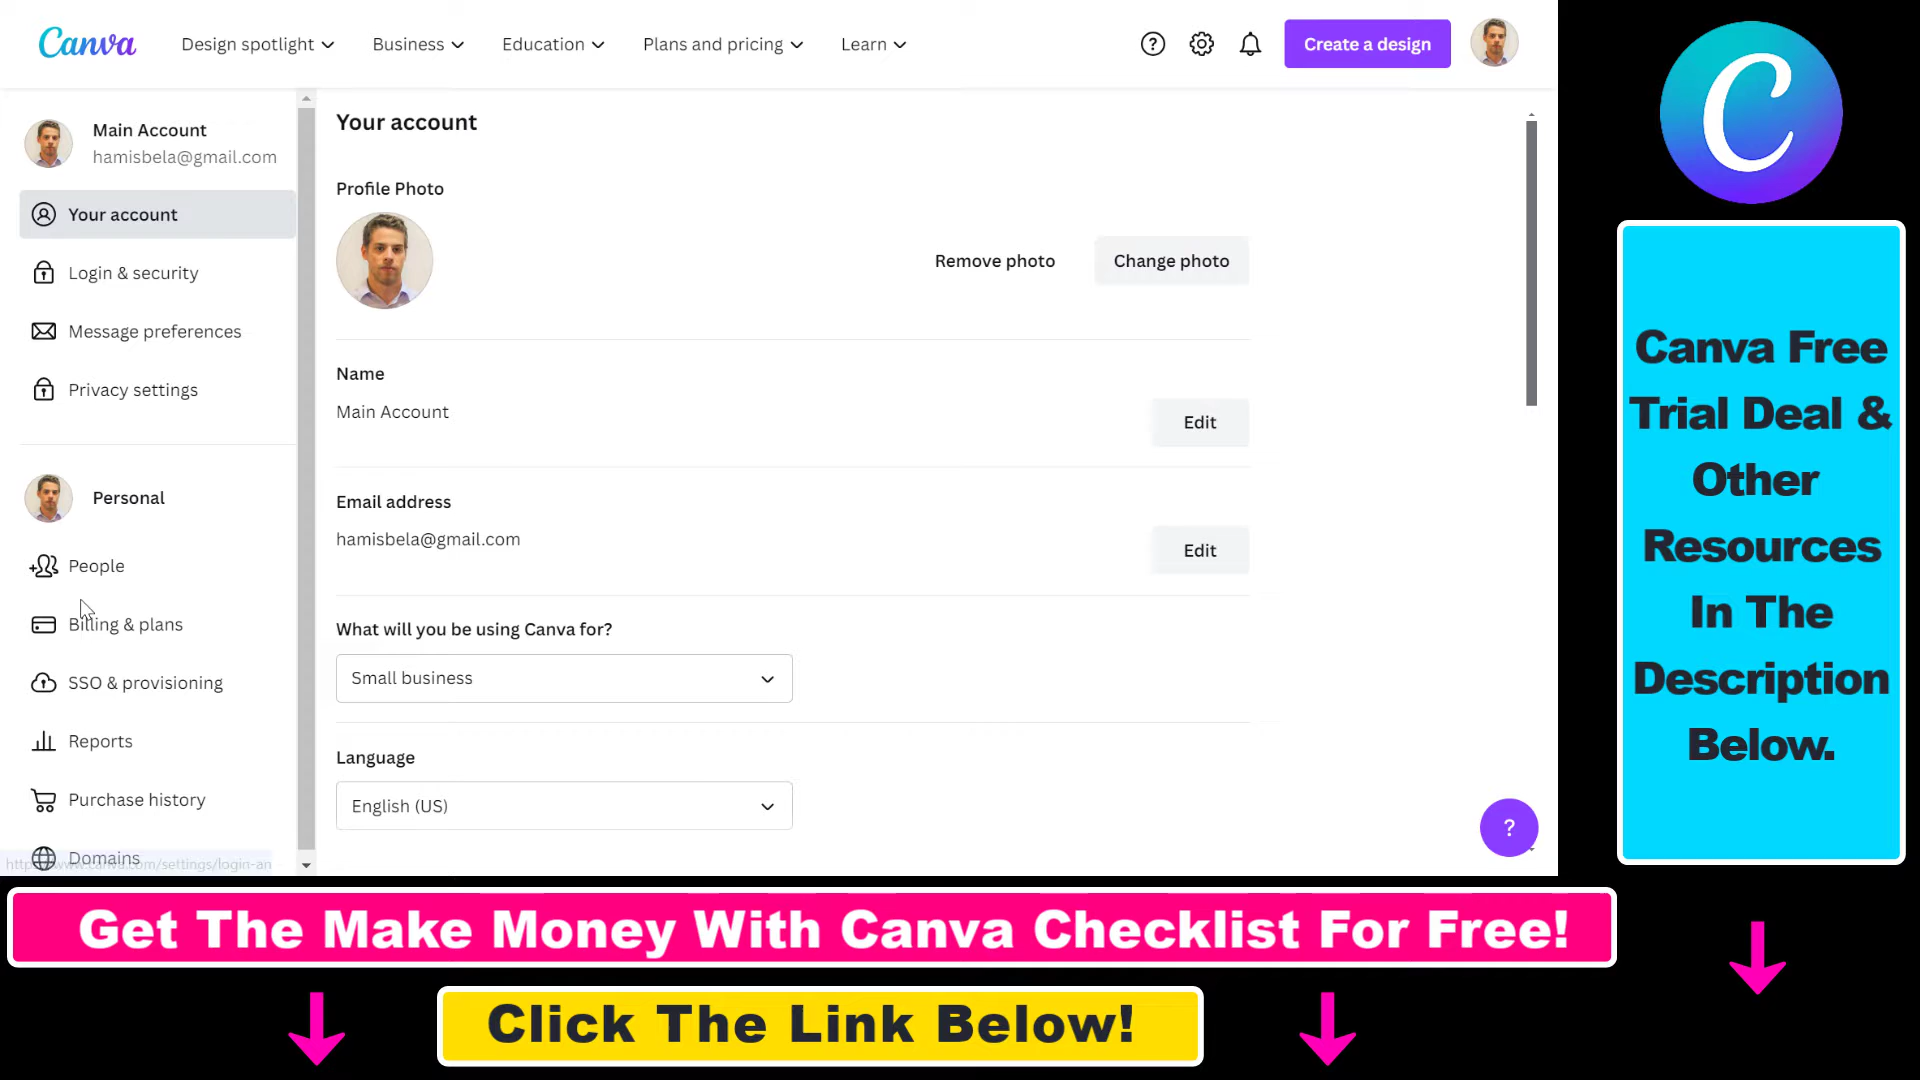 Canva
Design spotlight
Business
Education
Plans and pricing
Learn
Create a design
Main Account
hamisbela@gmail.com
Your account
Login & security
Message preferences
Privacy settings
Personal
People
Billing & plans
SSO & provisioning
Reports
Purchase history
Domains
Your account
Profile Photo
Remove photo
Change photo
Name
Main Account
Edit
Email address
hamisbela@gmail.com
Edit
What will you be using Canva for?
Small business
Language
English (US)
?
C
Canva Free
Trial Deal &
Other
Resources
In The
Description
Below.
Get The Make Money With Canva Checklist For Free!
Click The Link Below!